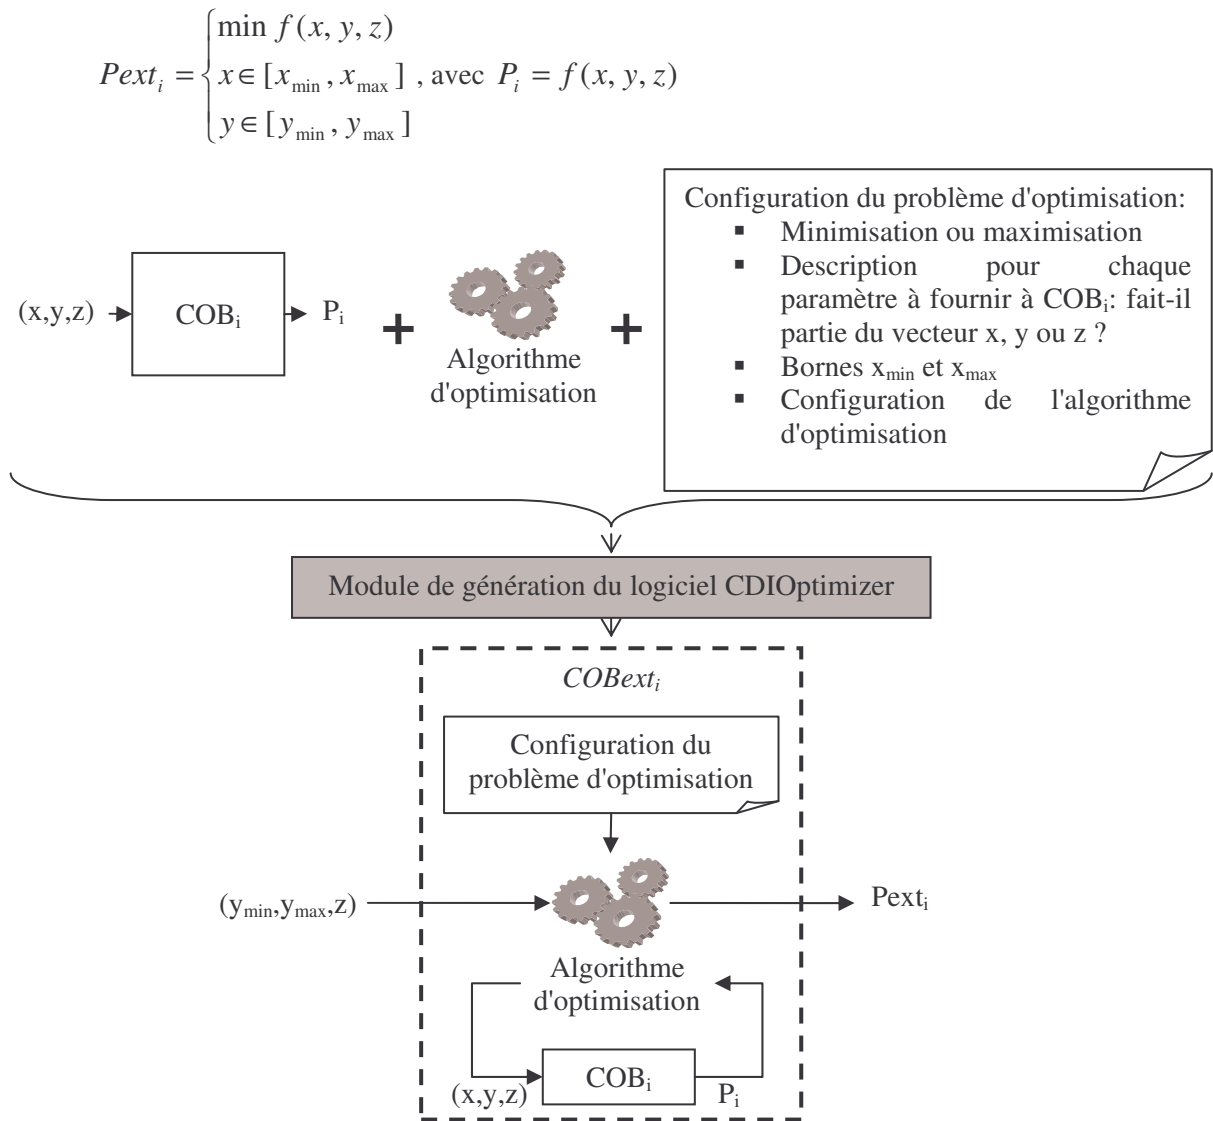 min f(x, y, z)
Pext_i = { x ∈ [x_min , x_max ] , avec P_i = f(x, y, z)
y ∈ [y_min , y_max ]
Configuration du problème d'optimisation:
▪ Minimisation ou maximisation
▪ Description pour chaque
paramètre à fournir à COB_i: fait-il
partie du vecteur x, y ou z ?
▪ Bornes x_min et x_max
▪ Configuration de l'algorithme
d'optimisation
(x,y,z)
COB_i
P_i
+
Algorithme
d'optimisation
+
Module de génération du logiciel CDIOptimizer
COBext_i
Configuration du
problème d'optimisation
(y_min,y_max,z)
Pext_i
Algorithme
d'optimisation
(x,y,z)
COB_i
P_i